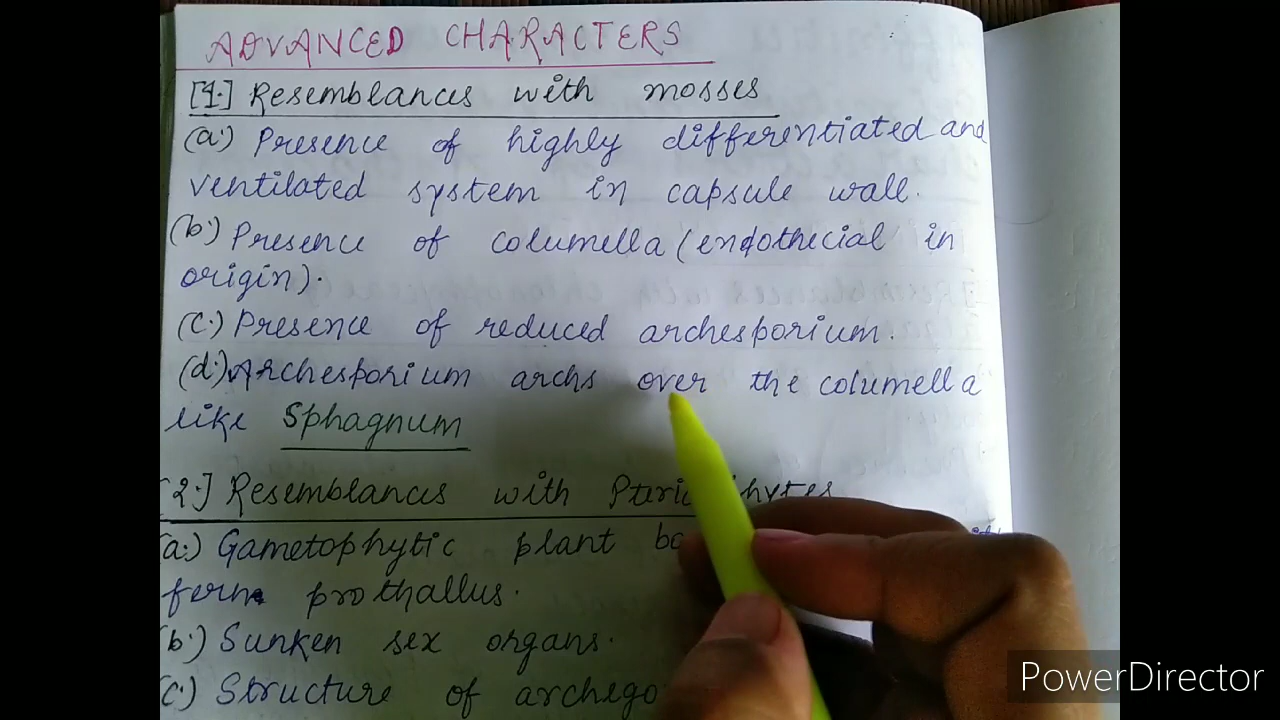 ADVANCED CHARACTERS
[1.] Resemblances with mosses
(a.) Presence of highly differentiated and
ventilated system in capsule wall.
(b.) Presence of columella (endothecial in
origin).
(c.) Presence of reduced archesporium.
(d.) Archesporium archs over the columella
like Sphagnum
[2.] Resemblances with
(a.) Gametophytic plant
fern prothallus.
(b.) Sunken sex organs.
(c.) Structure of
PowerDirector